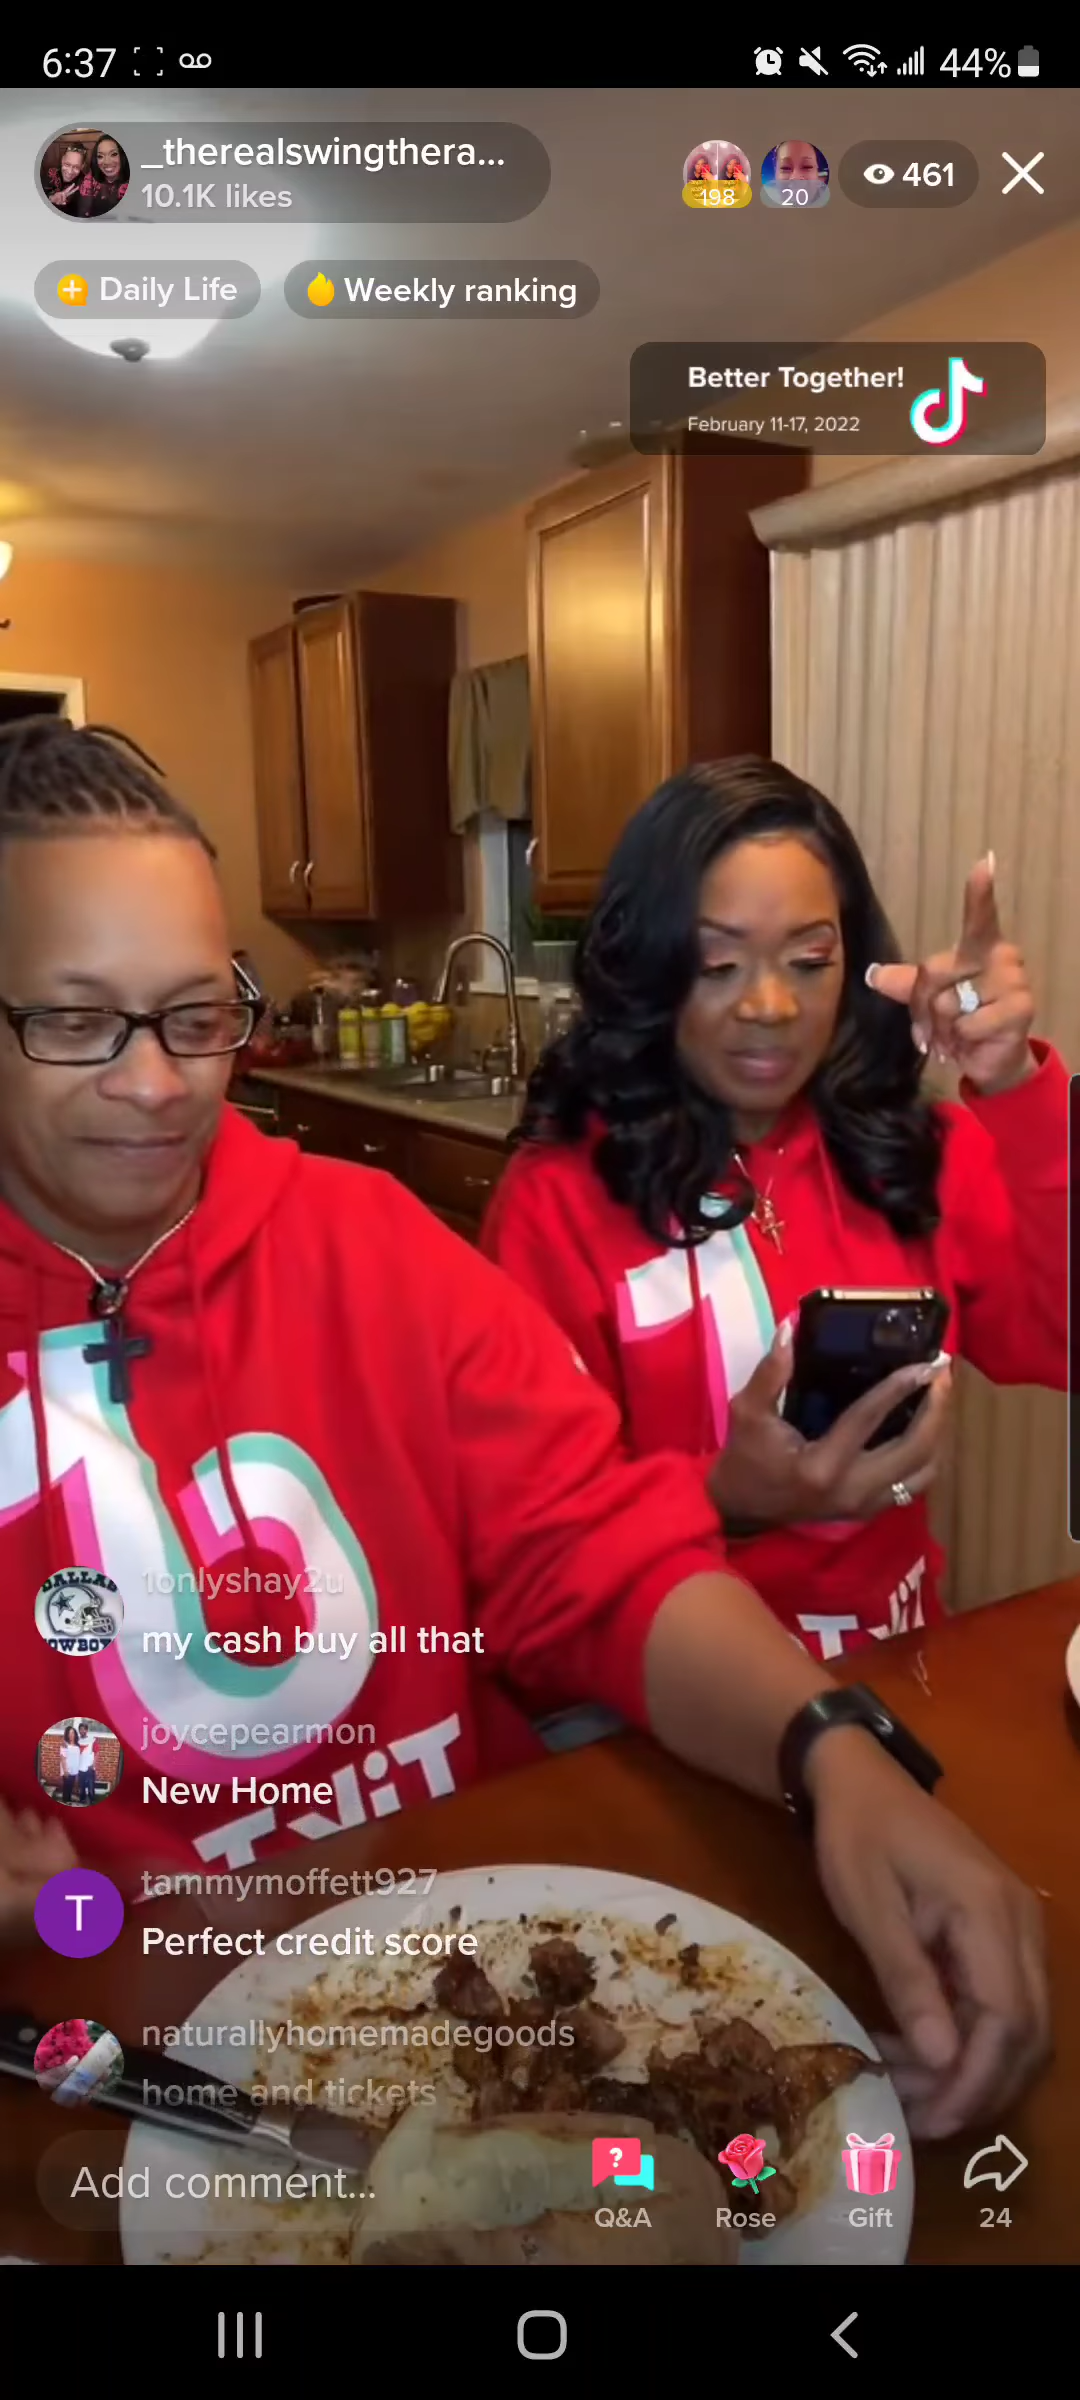 6:37
44%
_therealswingthera...
10.1K likes
198
20
461
Daily Life
Weekly ranking
Better Together!
February 11-17, 2022
1onlyshay2u
my cash buy all that
DALLAS
COWBOYS
joycepearmon
New Home
tammymoffett927
T
Perfect credit score
naturallyhomemadegoods
home and tickets
Add comment...
?
Q&A
Rose
Gift
24